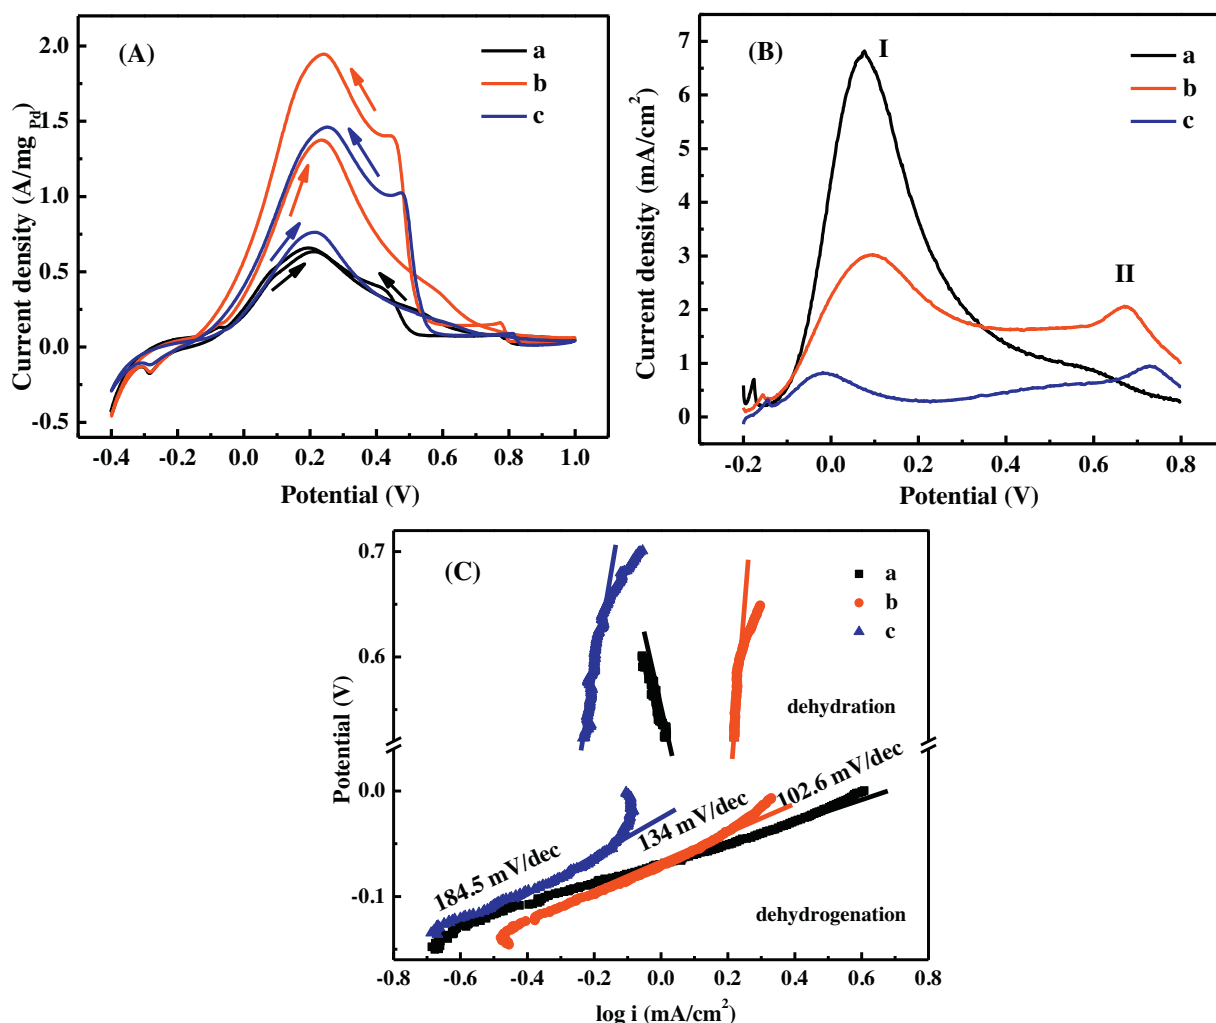 (A)
a
b
c
2.0
1.5
1.0
0.5
0.0
-0.5
Current density (A/mg Pd)
-0.4 -0.2 0.0 0.2 0.4 0.6 0.8 1.0
Potential (V)
(B)
I
II
a
b
c
7
6
5
4
3
2
1
0
Current density (mA/cm²)
-0.2 0.0 0.2 0.4 0.6 0.8
Potential (V)
(C)
a
b
c
0.7
0.6
0.0
-0.1
Potential (V)
dehydration
184.5 mV/dec
134 mV/dec
102.6 mV/dec
dehydrogenation
-0.8 -0.6 -0.4 -0.2 0.0 0.2 0.4 0.6 0.8
log i (mA/cm²)